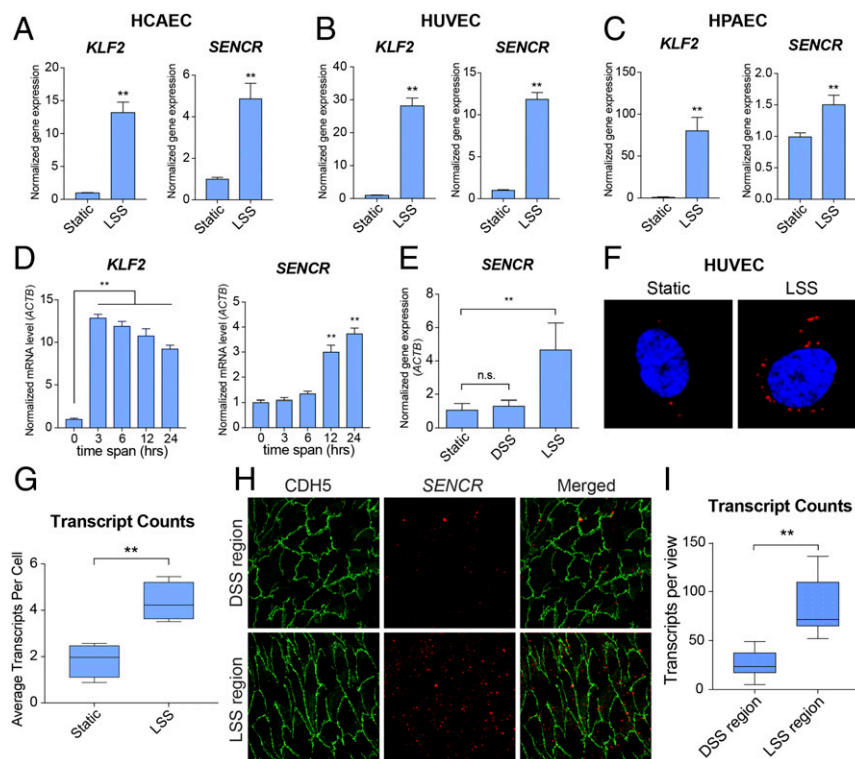 A
HCAEC
KLF2
SENCR
Normalized gene expression
20
15
10
5
0
**
Static
LSS
Normalized gene expression
6
4
2
0
**
Static
LSS
B
HUVEC
KLF2
SENCR
Normalized gene expression
40
30
20
10
0
**
Static
LSS
Normalized gene expression
15
10
5
0
**
Static
LSS
C
HPAEC
KLF2
SENCR
Normalized gene expression
150
100
50
0
**
Static
LSS
Normalized gene expression
2.0
1.5
1.0
0.5
0.0
**
Static
LSS
D
KLF2
Normalized mRNA level (ACTB)
15
10
5
0
**
0 3 6 12 24
time span (hrs)
SENCR
Normalized mRNA level (ACTB)
5
4
3
2
1
0
** **
0 3 6 12 24
time span (hrs)
E
SENCR
Normalized gene expression
(ACTB)
8
6
4
2
0
**
n.s.
Static
DSS
LSS
F
HUVEC
Static LSS
G
Transcript Counts
Average Transcripts Per Cell
6
4
2
0
**
Static
LSS
H
CDH5 SENCR Merged
DSS region
LSS region
I
Transcript Counts
Transcripts per view
150
100
50
0
**
DSS region
LSS region